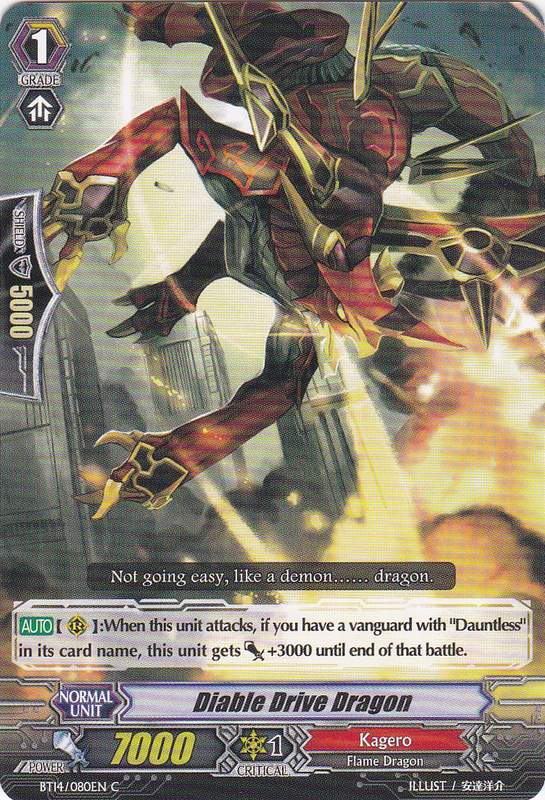 1
GRADE
SHIELD
5000
Not going easy, like a demon...... dragon.
AUTO【 】:When this unit attacks, if you have a vanguard with "Dauntless"
in its card name, this unit gets +3000 until end of that battle.
NORMAL
UNIT
Diable Drive Dragon
POWER
7000
1
CRITICAL
Kagero
Flame Dragon
BT14/080EN C
ILLUST / 安達洋介